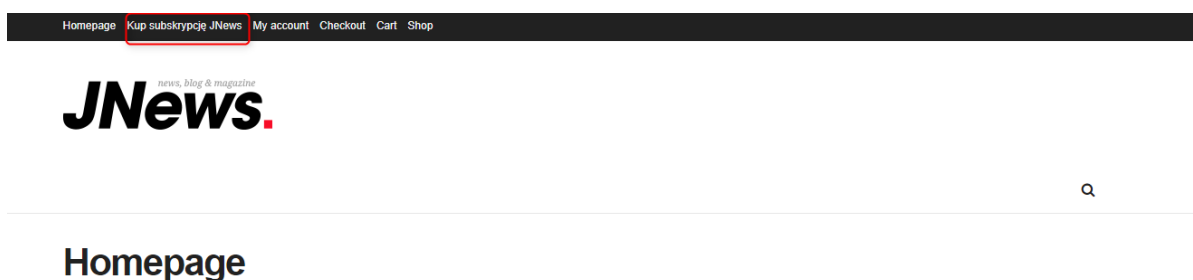 Homepage Kup subskrypcję JNews My account Checkout Cart Shop
news, blog & magazine
JNews.
Homepage